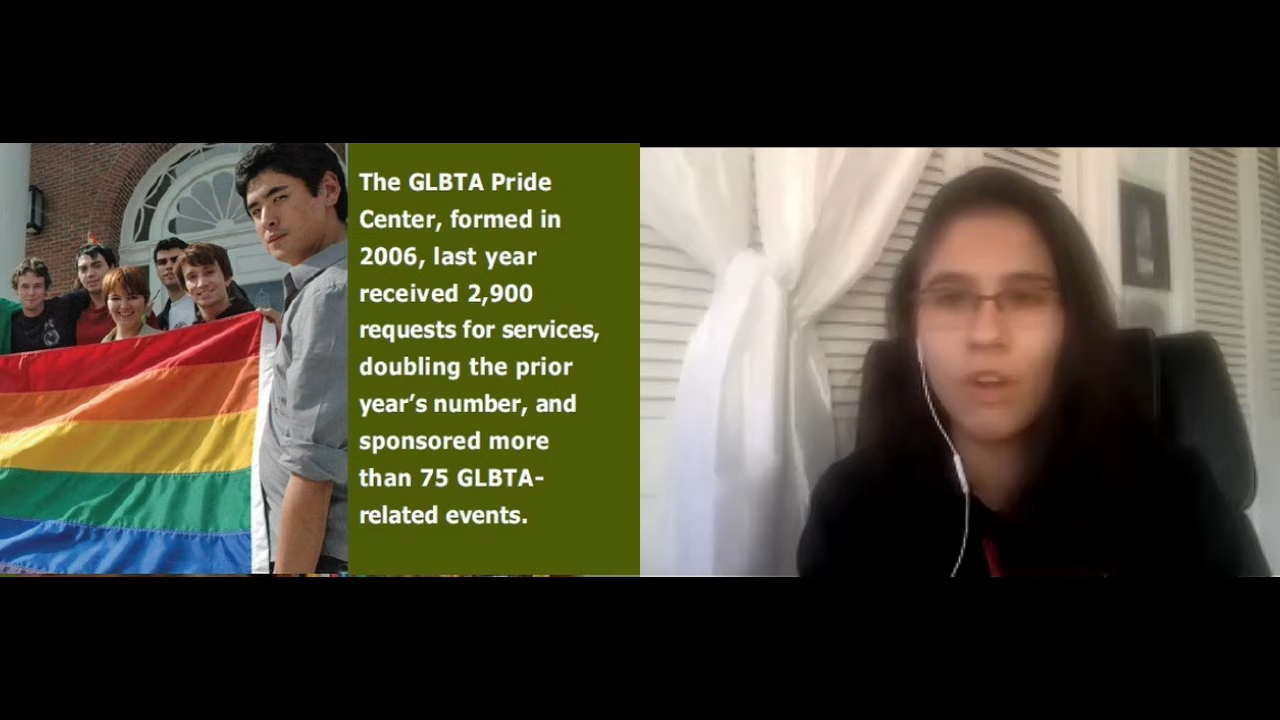 The GLBTA Pride
Center, formed in
2006, last year
received 2,900
requests for services,
doubling the prior
year’s number, and
sponsored more
than 75 GLBTA-
related events.